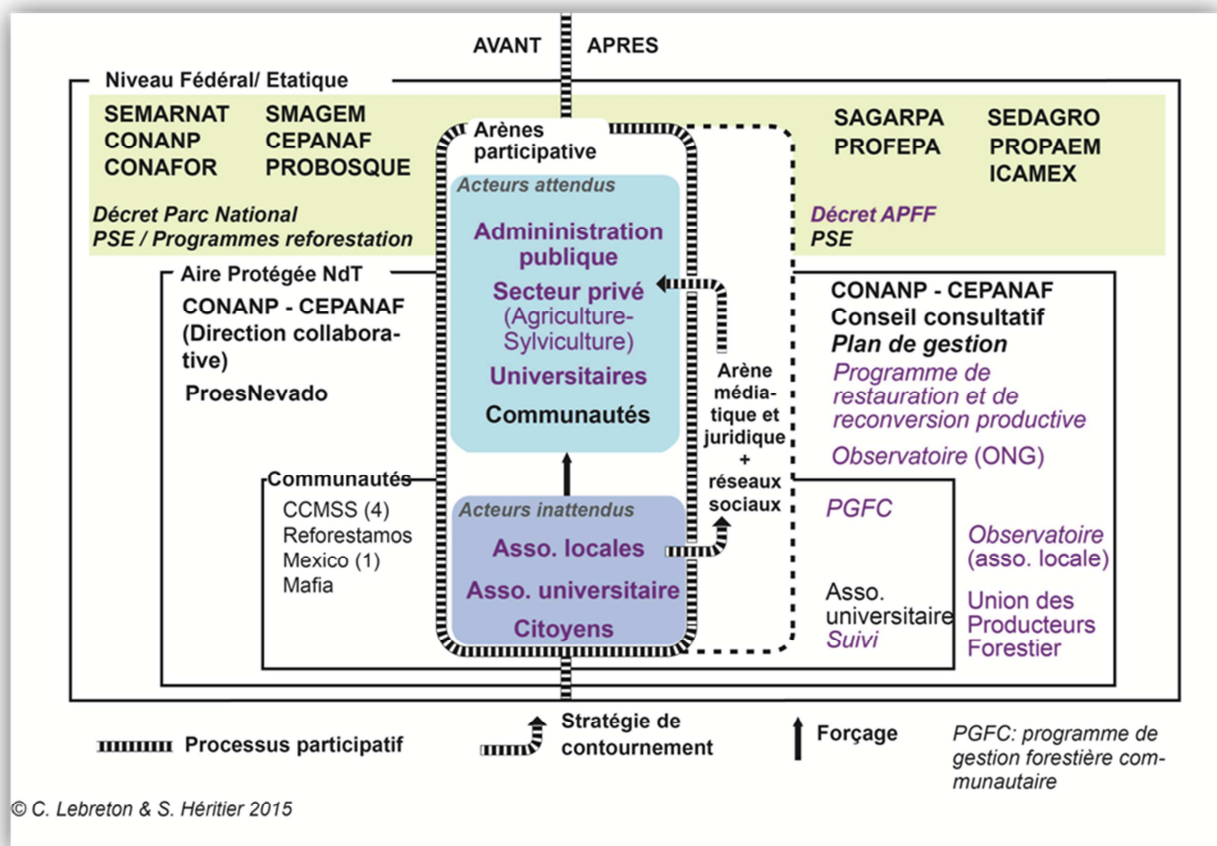 AVANT APRES
Niveau Fédéral/ Etatique
SEMARNAT SMAGEM
CONANP CEPANAF
CONAFOR PROBOSQUE
Décret Parc National
PSE / Programmes reforestation
Arènes
participative
Acteurs attendus
Admininistration
publique
Secteur privé
(Agriculture-
Sylviculture)
Universitaires
Communautés
Acteurs inattendus
Asso. locales
Asso. universitaire
Citoyens
SAGARPA SEDAGRO
PROFEPA PROPAEM
ICAMEX
Décret APFF
PSE
Aire Protégée NdT
CONANP - CEPANAF
(Direction collabora-
tive)
ProesNevado
Communautés
CCMSS (4)
Reforestamos
Mexico (1)
Mafia
Arène
média-
tique et
juridique
+
réseaux
sociaux
CONANP - CEPANAF
Conseil consultatif
Plan de gestion
Programme de
restauration et de
reconversion productive
Observatoire (ONG)
PGFC
Asso.
universitaire
Suivi
Observatoire
(asso. locale)
Union des
Producteurs
Forestier
Processus participatif
Stratégie de
contournement
Forçage
PGFC: programme de
gestion forestière com-
munautaire
© C. Lebreton & S. Héritier 2015